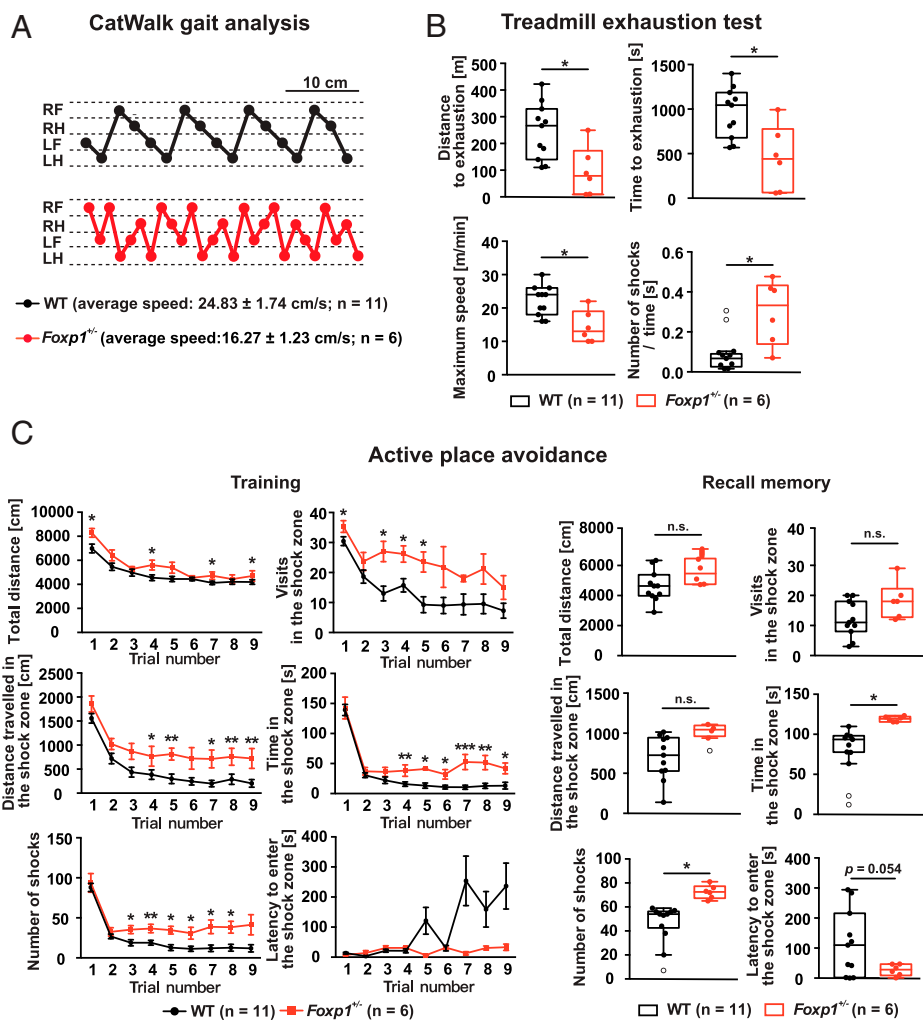 A
CatWalk gait analysis
10 cm
RF
RH
LF
LH
RF
RH
LF
LH
WT (average speed: 24.83 ± 1.74 cm/s; n = 11)
Foxp1+/- (average speed:16.27 ± 1.23 cm/s; n = 6)
B
Treadmill exhaustion test
Distance
to exhaustion [m]
500
400
300
200
100
0
*
Time to exhaustion [s]
1500
1000
500
0
*
Maximum speed [m/min]
40
30
20
10
0
*
Number of shocks
/ time [s]
0.6
0.4
0.2
0.0
*
WT (n = 11)
Foxp1+/- (n = 6)
C
Active place avoidance
Training
Total distance [cm]
10000
8000
6000
4000
2000
0
* * * *
1 2 3 4 5 6 7 8 9
Trial number
Visits
in the shock zone
40
30
20
10
0
* * * *
1 2 3 4 5 6 7 8 9
Trial number
Distance travelled in
the shock zone [cm]
2500
2000
1500
1000
500
0
* ** * ** **
1 2 3 4 5 6 7 8 9
Trial number
Time in
the shock zone [s]
200
150
100
50
0
** * * *** ** *
1 2 3 4 5 6 7 8 9
Trial number
Number of shocks
150
100
50
0
* ** * * * *
1 2 3 4 5 6 7 8 9
Trial number
Latency to enter
the shock zone [s]
400
300
200
100
0
1 2 3 4 5 6 7 8 9
Trial number
WT (n = 11)
Foxp1+/- (n = 6)
Recall memory
Total distance [cm]
8000
6000
4000
2000
0
n.s.
Visits
in the shock zone
40
30
20
10
0
n.s.
Distance travelled in
the shock zone [cm]
1500
1000
500
0
n.s.
Time in
the shock zone [s]
150
100
50
0
*
Number of shocks
100
80
60
40
20
0
*
Latency to enter
the shock zone [s]
400
300
200
100
0
p = 0.054
WT (n = 11)
Foxp1+/- (n = 6)